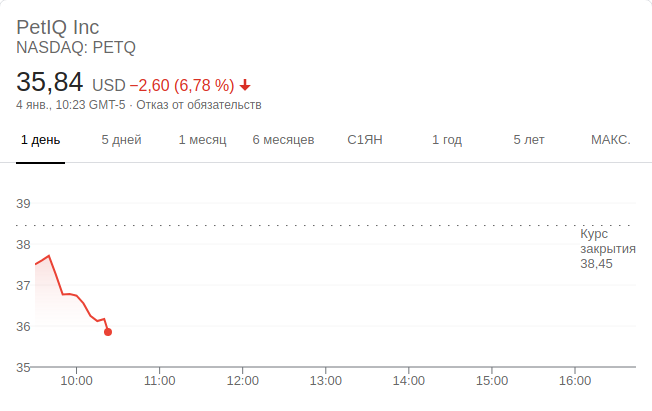 PetIQ Inc
NASDAQ: PETQ
35,84 USD −2,60 (6,78 %)
4 янв., 10:23 GMT-5 · Отказ от обязательств
1 день 5 дней 1 месяц 6 месяцев С1ЯН 1 год 5 лет МАКС.
39
Курс
закрытия
38,45
38
37
36
35
10:00 11:00 12:00 13:00 14:00 15:00 16:00